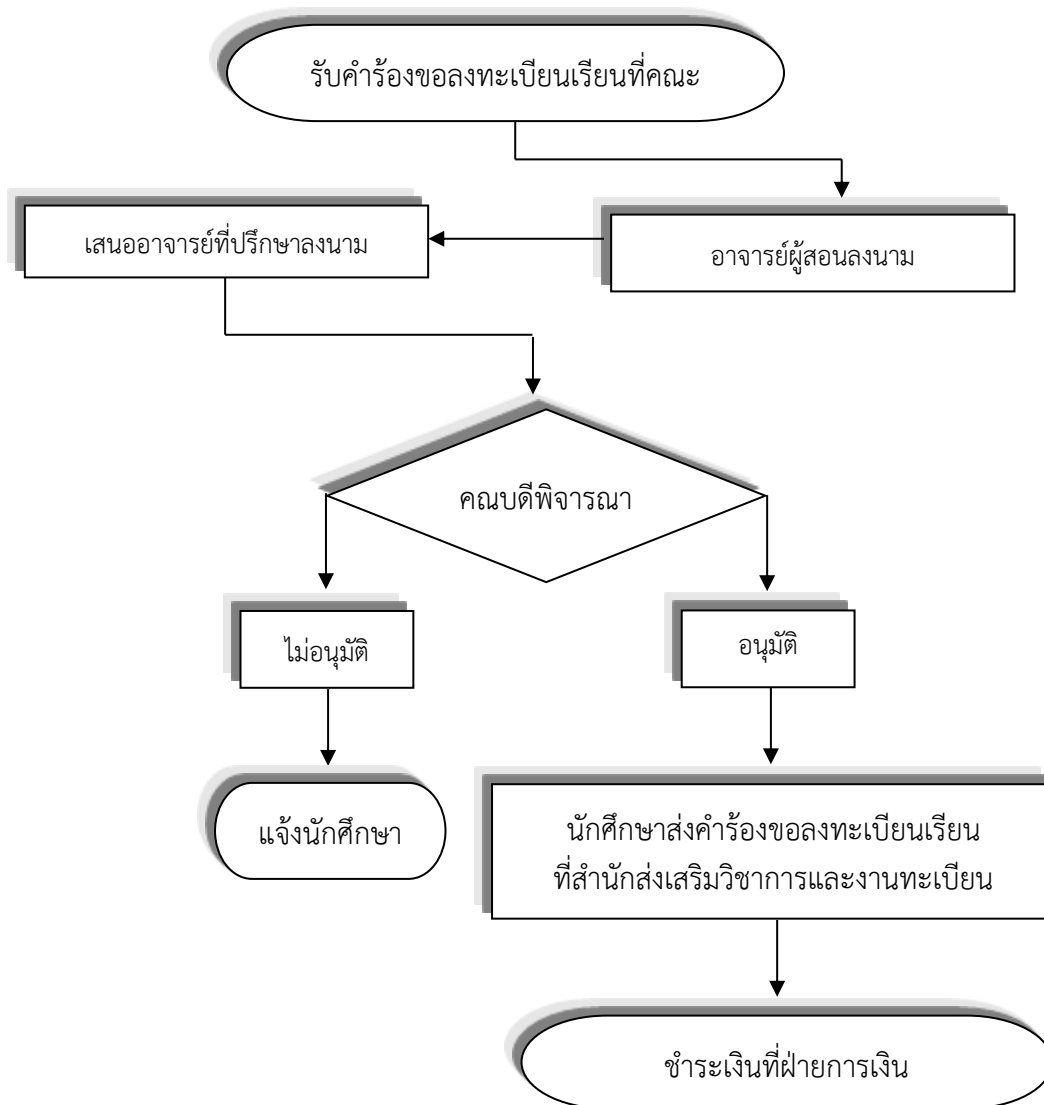 รับคำร้องขอลงทะเบียนเรียนที่คณะ
เสนออาจารย์ที่ปรึกษาลงนาม
อาจารย์ผู้สอนลงนาม
คณบดีพิจารณา
ไม่อนุมัติ
อนุมัติ
แจ้งนักศึกษา
นักศึกษาส่งคำร้องขอลงทะเบียนเรียน
ที่สำนักส่งเสริมวิชาการและงานทะเบียน
ชำระเงินที่ฝ่ายการเงิน